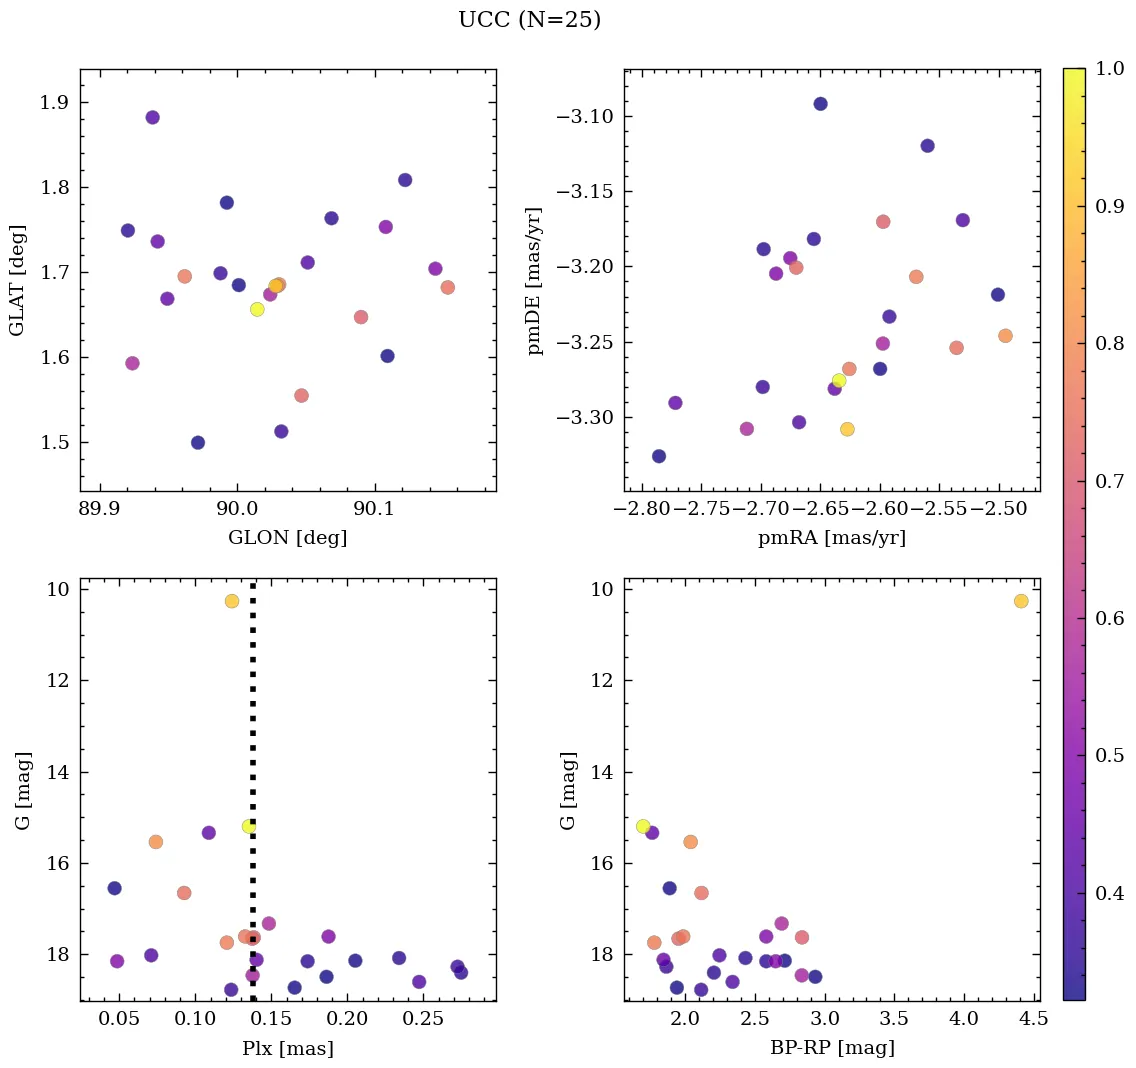 UCC (N=25)
1.9
1.8
1.7
1.6
1.5
GLAT [deg]
89.9 90.0 90.1
GLON [deg]
−3.10
−3.15
−3.20
−3.25
−3.30
pmDE [mas/yr]
−2.80 −2.75 −2.70 −2.65 −2.60 −2.55 −2.50
pmRA [mas/yr]
10
12
14
16
18
G [mag]
0.05 0.10 0.15 0.20 0.25
Plx [mas]
10
12
14
16
18
G [mag]
2.0 2.5 3.0 3.5 4.0 4.5
BP-RP [mag]
1.0
0.9
0.8
0.7
0.6
0.5
0.4